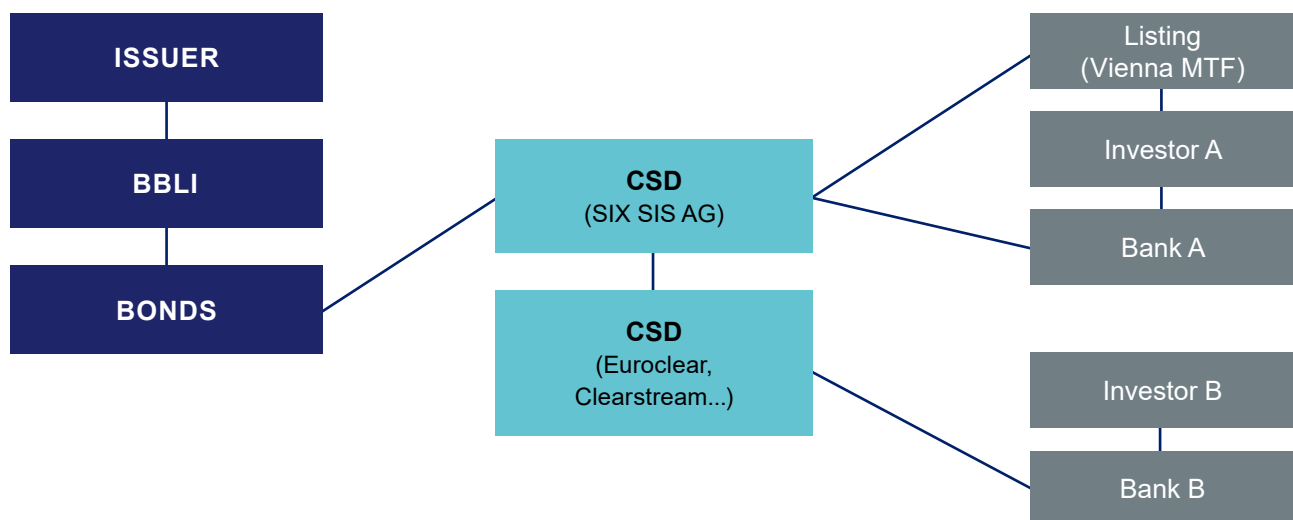 ISSUER
BBLI
BONDS
CSD
(SIX SIS AG)
CSD
(Euroclear,
Clearstream...)
Listing
(Vienna MTF)
Investor A
Bank A
Investor B
Bank B